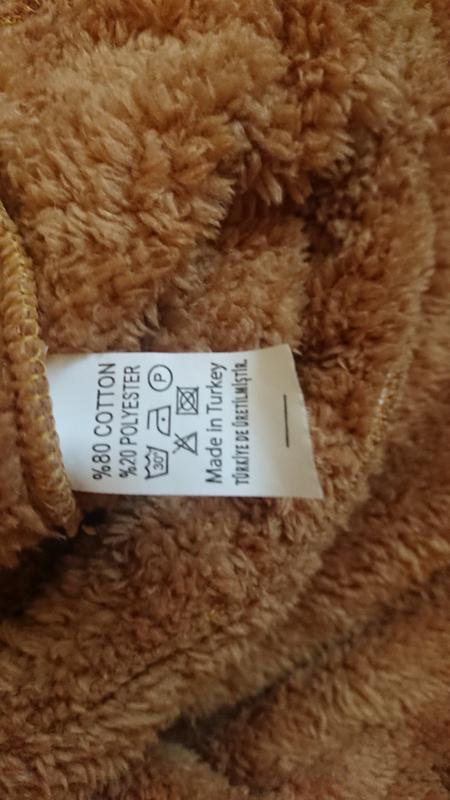 %80 COTTON
%20 POLYESTER
30° P
Made in Turkey
TÜRKİYE DE ÜRETİLMİŞTİR.